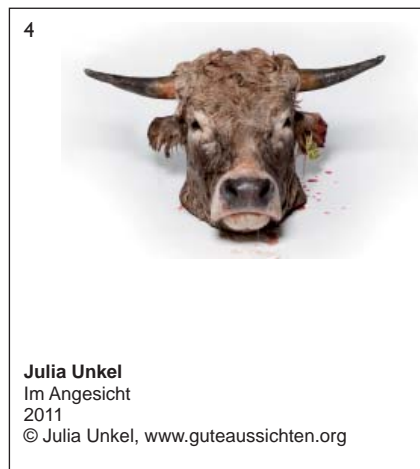 4
Julia Unkel
Im Angesicht
2011
© Julia Unkel, www.guteaussichten.org